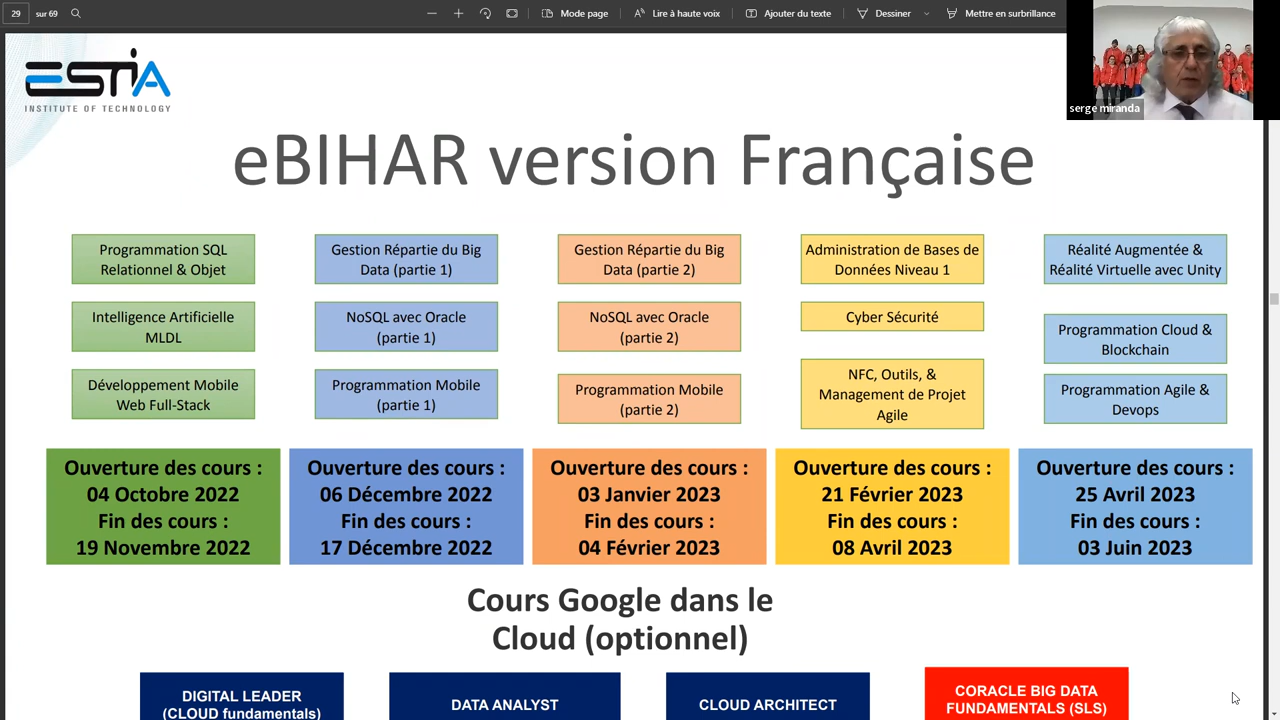 29 sur 69 Mode page Lire à haute voix Ajouter du texte Dessiner Mettre en surbrillance
serge miranda
ESTIA
INSTITUTE OF TECHNOLOGY
eBIHAR version Française
Programmation SQL
Relationnel & Objet
Intelligence Artificielle
MLDL
Développement Mobile
Web Full-Stack
Ouverture des cours :
04 Octobre 2022
Fin des cours :
19 Novembre 2022
Gestion Répartie du Big
Data (partie 1)
NoSQL avec Oracle
(partie 1)
Programmation Mobile
(partie 1)
Ouverture des cours :
06 Décembre 2022
Fin des cours :
17 Décembre 2022
Gestion Répartie du Big
Data (partie 2)
NoSQL avec Oracle
(partie 2)
Programmation Mobile
(partie 2)
Ouverture des cours :
03 Janvier 2023
Fin des cours :
04 Février 2023
Administration de Bases de
Données Niveau 1
Cyber Sécurité
NFC, Outils, &
Management de Projet
Agile
Ouverture des cours :
21 Février 2023
Fin des cours :
08 Avril 2023
Réalité Augmentée &
Réalité Virtuelle avec Unity
Programmation Cloud &
Blockchain
Programmation Agile &
Devops
Ouverture des cours :
25 Avril 2023
Fin des cours :
03 Juin 2023
Cours Google dans le
Cloud (optionnel)
DIGITAL LEADER
(CLOUD fundamentals)
DATA ANALYST
CLOUD ARCHITECT
CORACLE BIG DATA
FUNDAMENTALS (SLS)